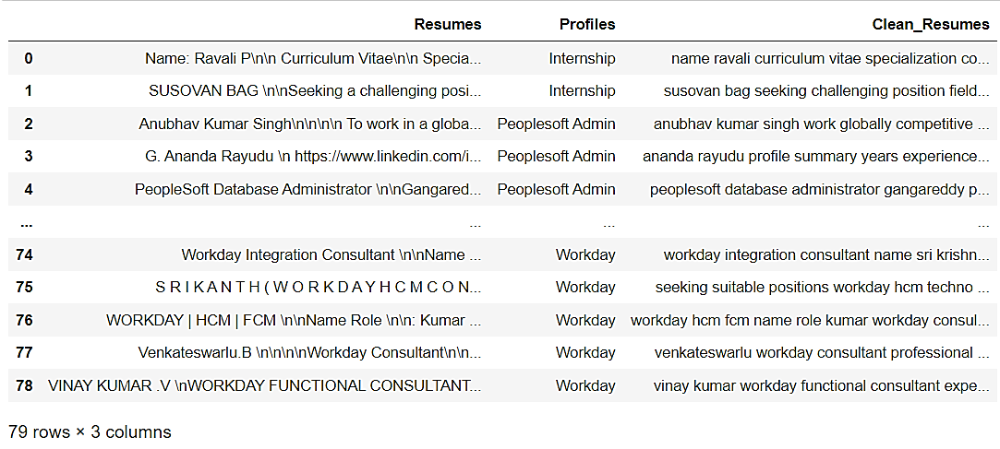 Resumes Profiles Clean_Resumes
0 Name: Ravali P\n\n Curriculum Vitae\n\n Specia... Internship name ravali curriculum vitae specialization co...
1 SUSOVAN BAG \n\nSeeking a challenging posi... Internship susovan bag seeking challenging position field...
2 Anubhav Kumar Singh\n\n\n\n To work in a globa... Peoplesoft Admin anubhav kumar singh work globally competitive ...
3 G. Ananda Rayudu \n https://www.linkedin.com/i... Peoplesoft Admin ananda rayudu profile summary years experience...
4 PeopleSoft Database Administrator \n\nGangared... Peoplesoft Admin peoplesoft database administrator gangareddy p...
... ... ... ...
74 Workday Integration Consultant \n\nName ... Workday workday integration consultant name sri krishn...
75 S R I K A N T H ( W O R K D A Y H C M C O N... Workday seeking suitable positions workday hcm techno ...
76 WORKDAY | HCM | FCM \n\nName Role \n\n: Kumar ... Workday workday hcm fcm name role kumar workday consul...
77 Venkateswarlu.B \n\n\n\nWorkday Consultant\n\n... Workday venkateswarlu workday consultant professional ...
78 VINAY KUMAR .V \nWORKDAY FUNCTIONAL CONSULTANT... Workday vinay kumar workday functional consultant expe...
79 rows × 3 columns